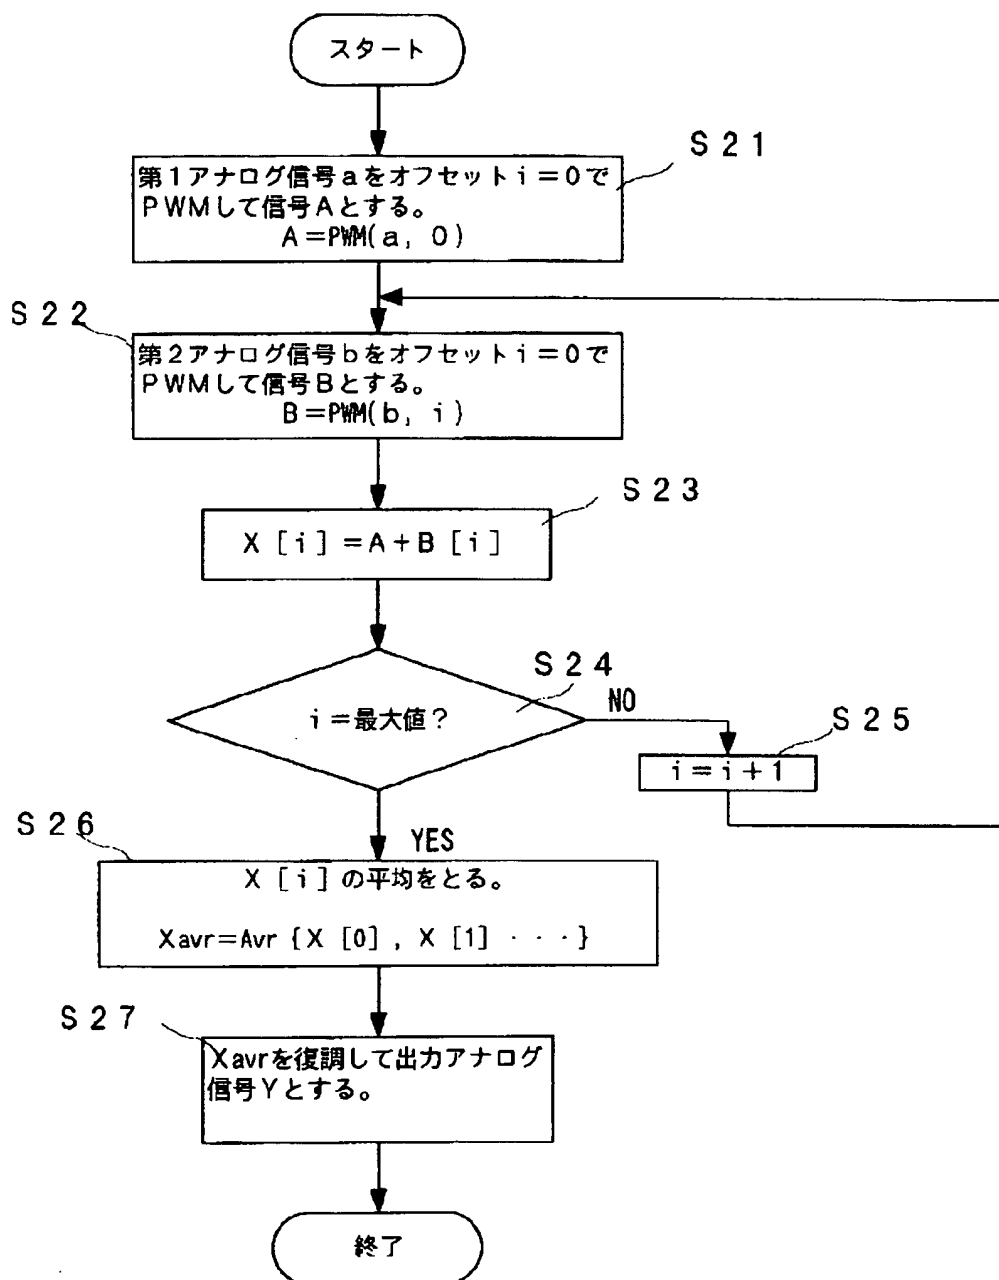 スタート
S21
第1アナログ信号aをオフセットi=0で
PWMして信号Aとする。
A=PWM(a, 0)
S22
第2アナログ信号bをオフセットi=0で
PWMして信号Bとする。
B=PWM(b, i)
S23
X [i] =A+B [i]
S24
i=最大値?
NO
S25
i=i+1
YES
S26
X [i] の平均をとる。
Xavr=Avr {X [0] , X [1] ・・・}
S27
Xavrを復調して出力アナログ
信号Yとする。
終了